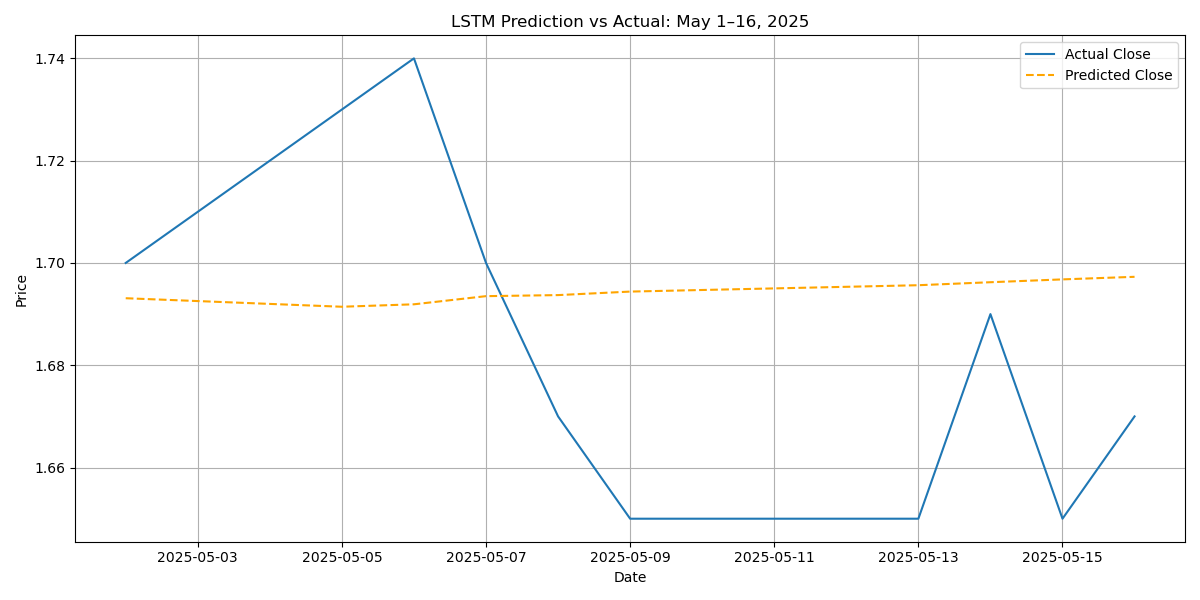 LSTM Prediction vs Actual: May 1–16, 2025
Actual Close
Predicted Close
Price
1.74
1.72
1.70
1.68
1.66
2025-05-03 2025-05-05 2025-05-07 2025-05-09 2025-05-11 2025-05-13 2025-05-15
Date